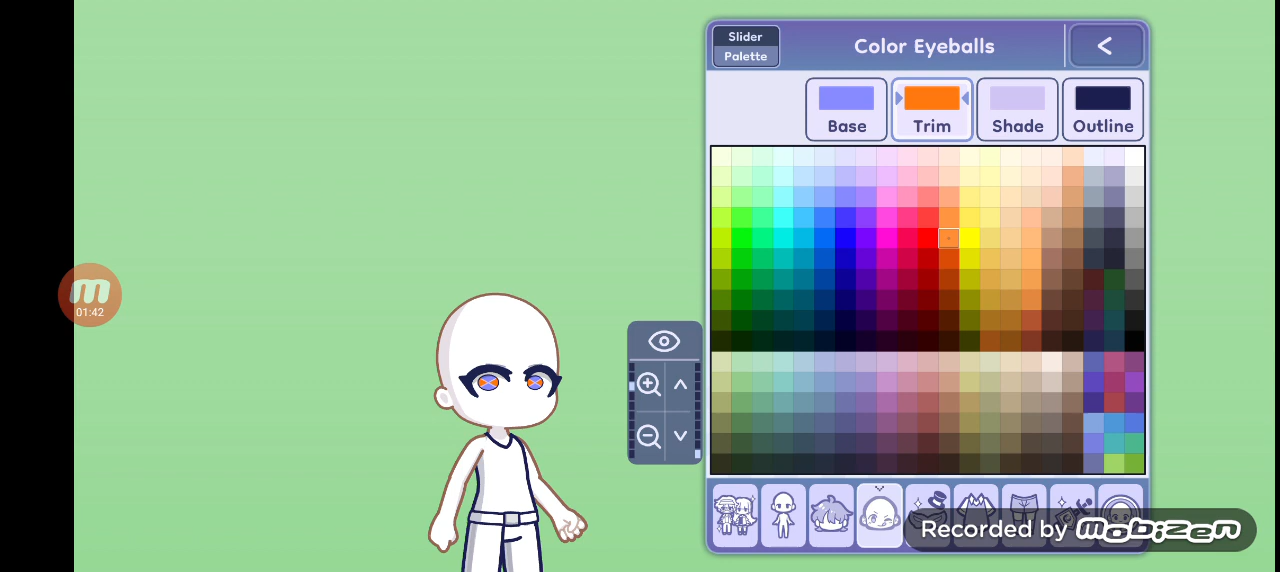 Slider
Palette
Color Eyeballs
<
Base
Trim
Shade
Outline
01:42
Recorded by mobizen